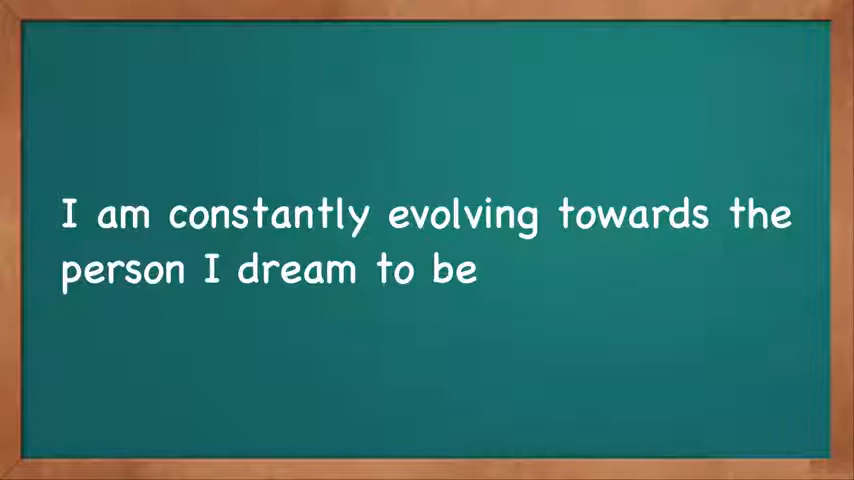 I am constantly evolving towards the
person I dream to be